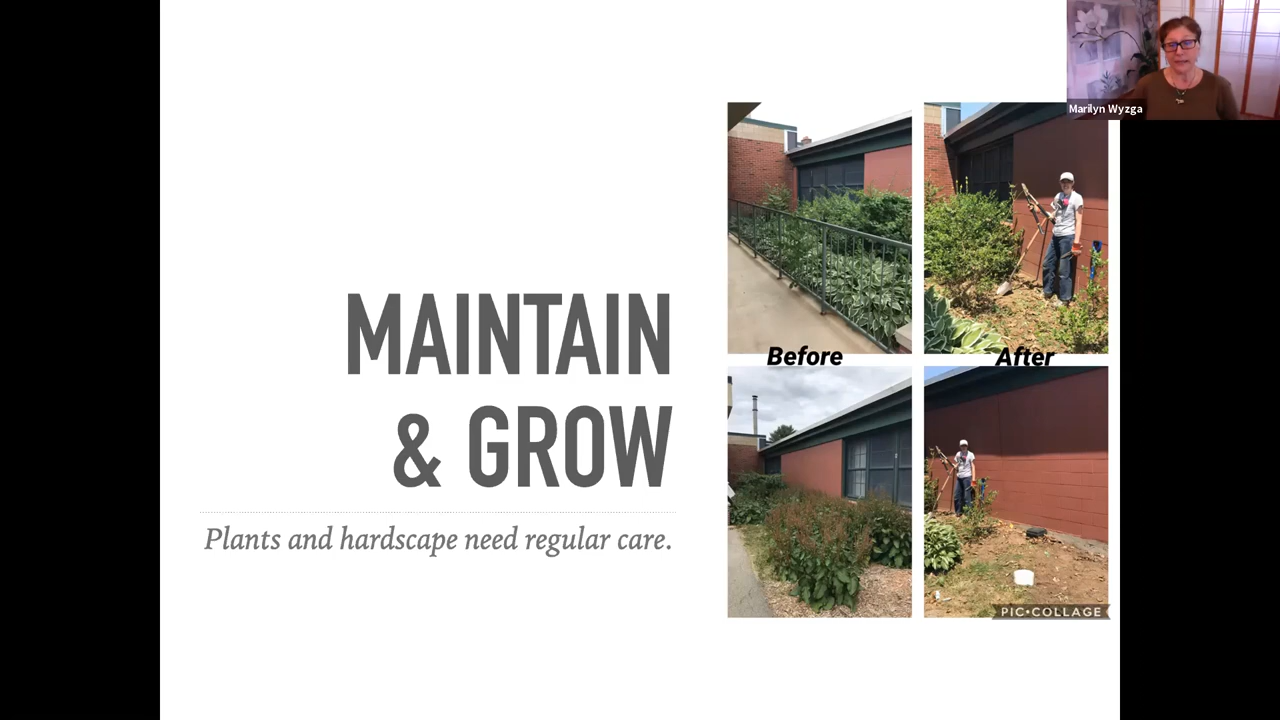 Marilyn Wyzga
MAINTAIN
& GROW
Plants and hardscape need regular care.
Before
After
PIC•COLLAGE